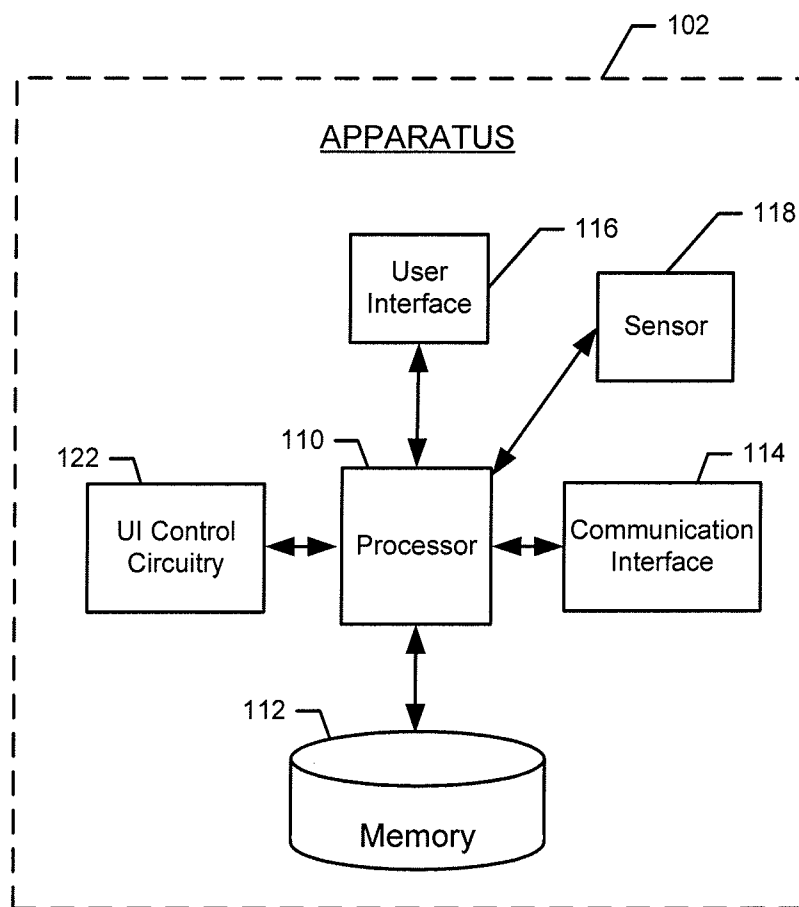 102
APPARATUS
116
User
Interface
118
Sensor
110
Processor
122
UI Control
Circuitry
114
Communication
Interface
112
Memory